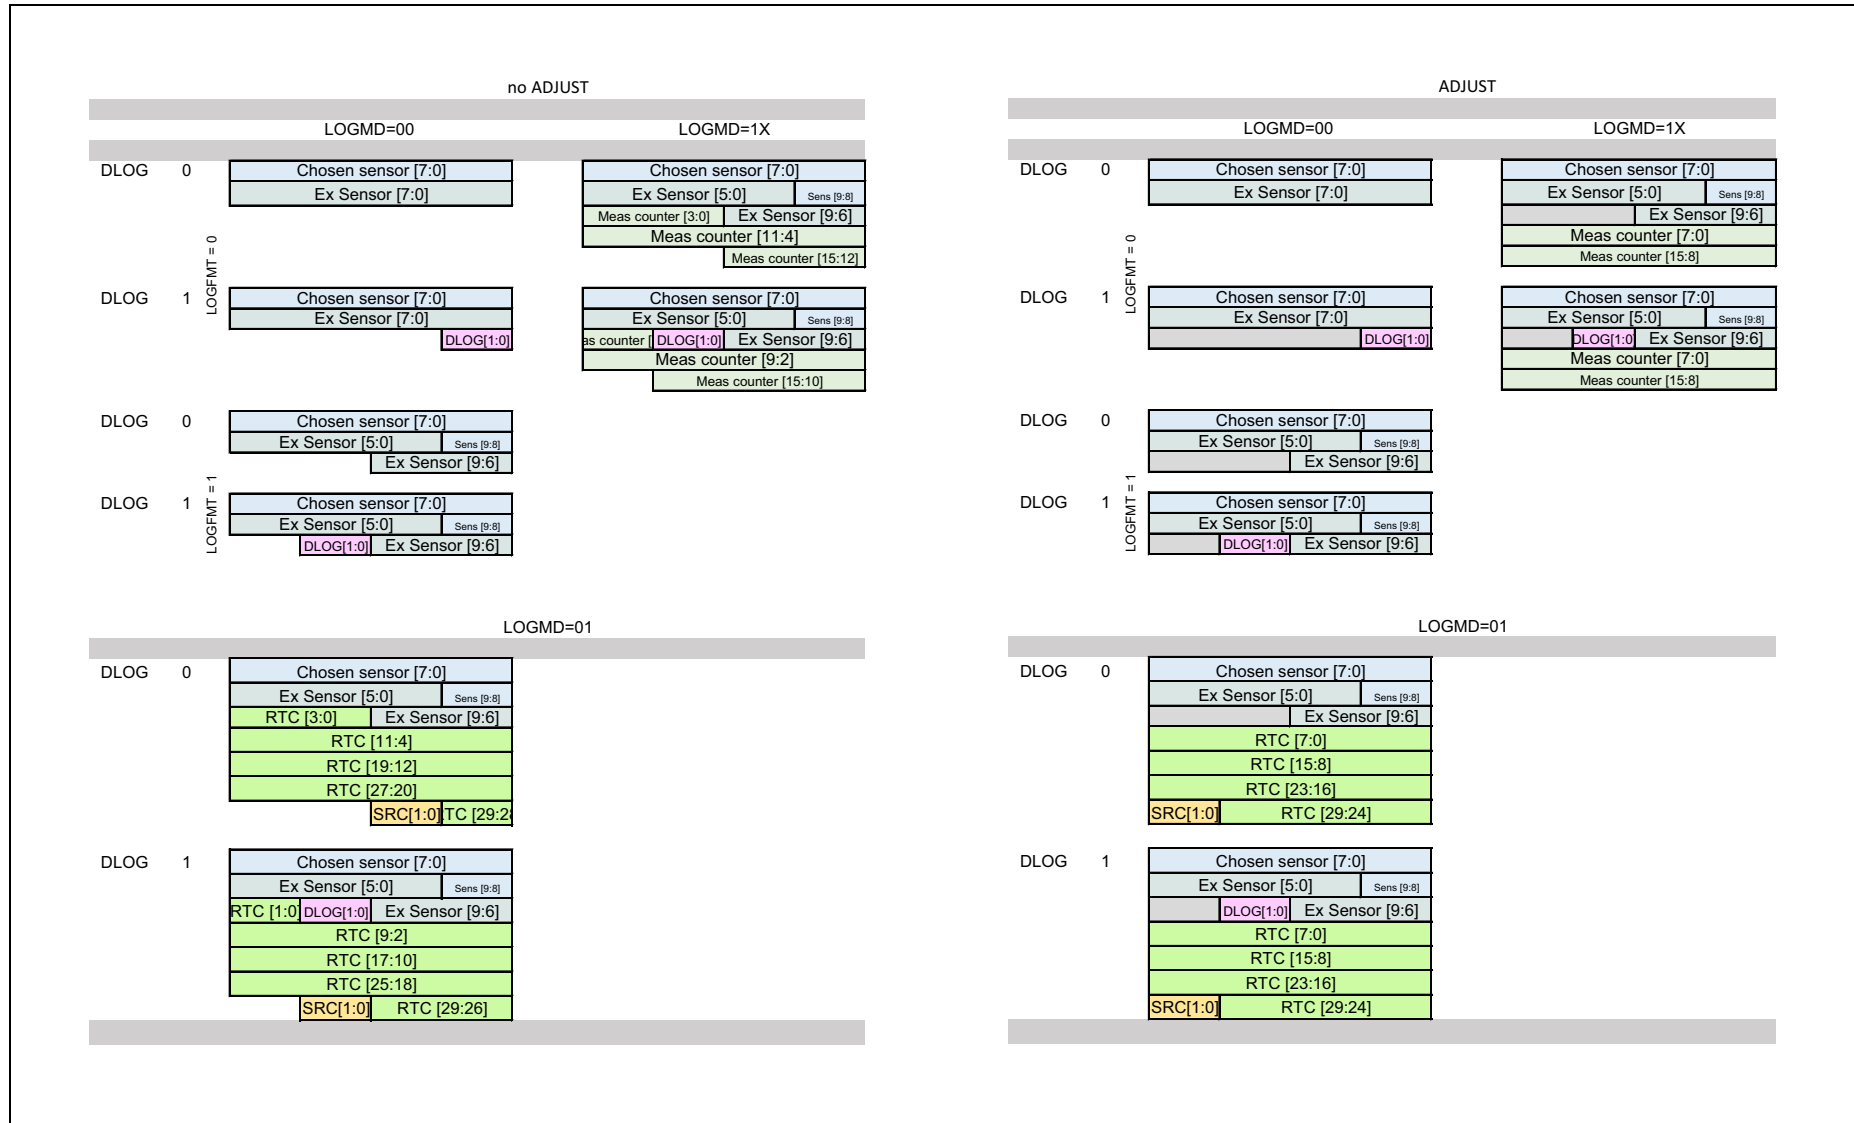 no ADJUST
LOGMD=00 LOGMD=1X
DLOG 0 Chosen sensor [7:0] Chosen sensor [7:0]
Ex Sensor [7:0] Ex Sensor [5:0] Sens [9:8]
Meas counter [3:0] Ex Sensor [9:6]
Meas counter [11:4]
Meas counter [15:12]
LOGFMT = 0
DLOG 1 Chosen sensor [7:0] Chosen sensor [7:0]
Ex Sensor [7:0] Ex Sensor [5:0] Sens [9:8]
DLOG[1:0] as counter [ DLOG[1:0] Ex Sensor [9:6]
Meas counter [9:2]
Meas counter [15:10]
DLOG 0 Chosen sensor [7:0]
Ex Sensor [5:0] Sens [9:8]
Ex Sensor [9:6]
LOGFMT = 1
DLOG 1 Chosen sensor [7:0]
Ex Sensor [5:0] Sens [9:8]
DLOG[1:0] Ex Sensor [9:6]
LOGMD=01
DLOG 0 Chosen sensor [7:0]
Ex Sensor [5:0] Sens [9:8]
RTC [3:0] Ex Sensor [9:6]
RTC [11:4]
RTC [19:12]
RTC [27:20]
SRC[1:0] TC [29:28
DLOG 1 Chosen sensor [7:0]
Ex Sensor [5:0] Sens [9:8]
RTC [1:0] DLOG[1:0] Ex Sensor [9:6]
RTC [9:2]
RTC [17:10]
RTC [25:18]
SRC[1:0] RTC [29:26]
ADJUST
LOGMD=00 LOGMD=1X
DLOG 0 Chosen sensor [7:0] Chosen sensor [7:0]
Ex Sensor [7:0] Ex Sensor [5:0] Sens [9:8]
Ex Sensor [9:6]
Meas counter [7:0]
Meas counter [15:8]
LOGFMT = 0
DLOG 1 Chosen sensor [7:0] Chosen sensor [7:0]
Ex Sensor [7:0] Ex Sensor [5:0] Sens [9:8]
DLOG[1:0] DLOG[1:0] Ex Sensor [9:6]
Meas counter [7:0]
Meas counter [15:8]
DLOG 0 Chosen sensor [7:0]
Ex Sensor [5:0] Sens [9:8]
Ex Sensor [9:6]
LOGFMT = 1
DLOG 1 Chosen sensor [7:0]
Ex Sensor [5:0] Sens [9:8]
DLOG[1:0] Ex Sensor [9:6]
LOGMD=01
DLOG 0 Chosen sensor [7:0]
Ex Sensor [5:0] Sens [9:8]
Ex Sensor [9:6]
RTC [7:0]
RTC [15:8]
RTC [23:16]
SRC[1:0] RTC [29:24]
DLOG 1 Chosen sensor [7:0]
Ex Sensor [5:0] Sens [9:8]
DLOG[1:0] Ex Sensor [9:6]
RTC [7:0]
RTC [15:8]
RTC [23:16]
SRC[1:0] RTC [29:24]